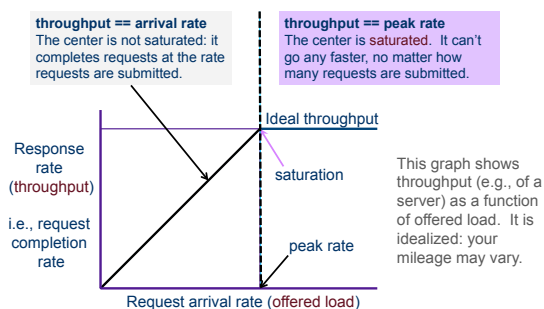 throughput == arrival rate
The center is not saturated: it
completes requests at the rate
requests are submitted.
throughput == peak rate
The center is saturated. It can't
go any faster, no matter how
many requests are submitted.
Ideal throughput
Response
rate
(throughput)
i.e., request
completion
rate
saturation
peak rate
This graph shows
throughput (e.g., of a
server) as a function
of offered load. It is
idealized: your
mileage may vary.
Request arrival rate (offered load)